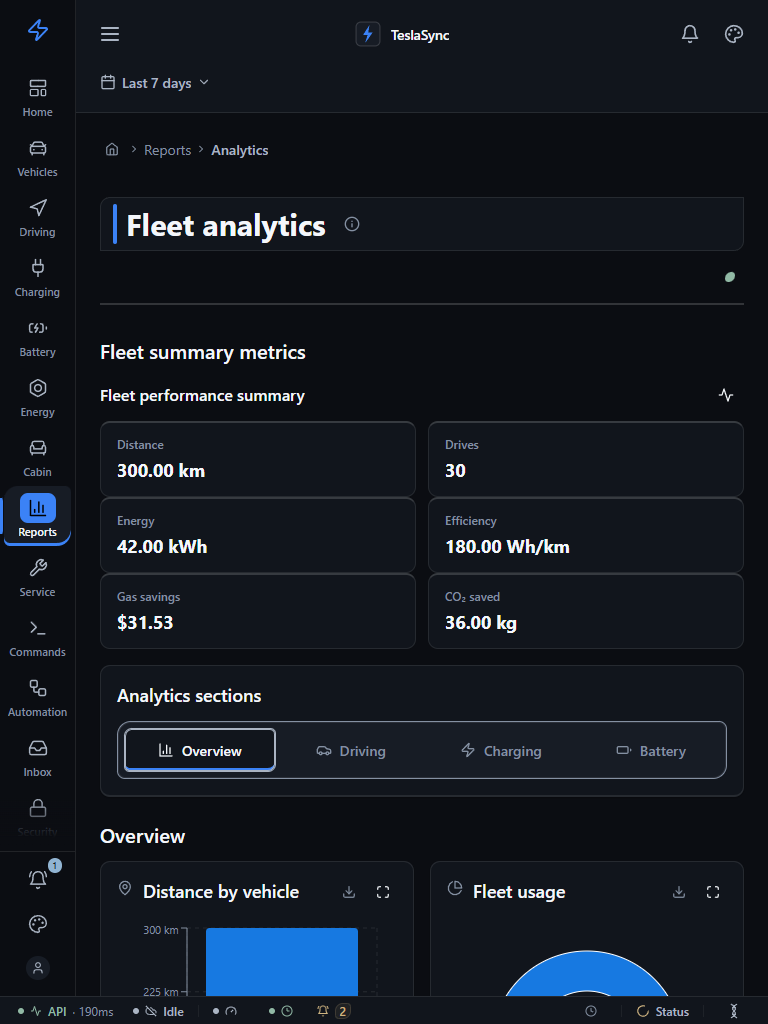 TeslaSync
Last 7 days
Home
Vehicles
Driving
Charging
Battery
Energy
Cabin
Reports
Service
Commands
Automation
Inbox
Security
1
Reports
Analytics
Fleet analytics
Fleet summary metrics
Fleet performance summary
Distance
300.00 km
Drives
30
Energy
42.00 kWh
Efficiency
180.00 Wh/km
Gas savings
$31.53
CO₂ saved
36.00 kg
Analytics sections
Overview
Driving
Charging
Battery
Overview
Distance by vehicle
300 km
225 km
Fleet usage
API · 190ms
Idle
2
Status